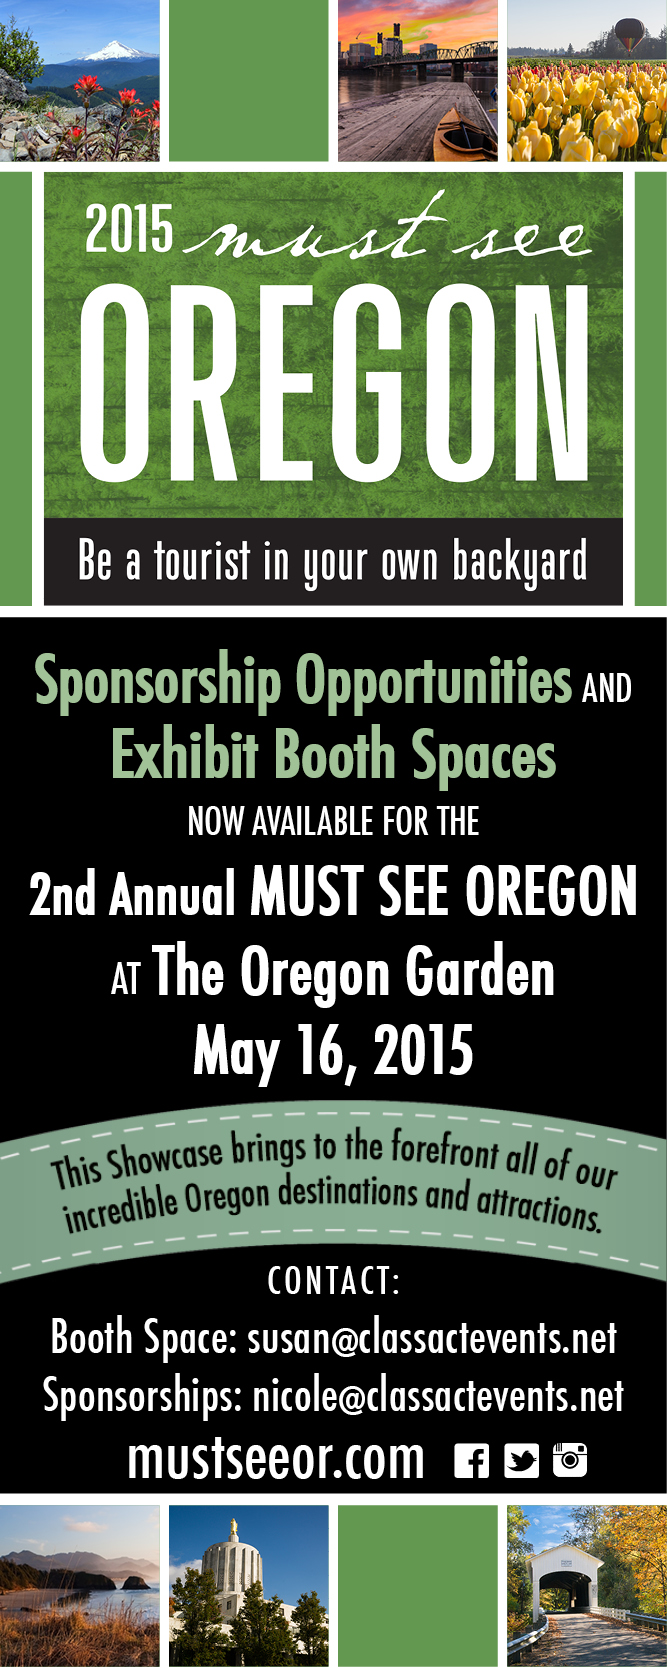 2015 must see
OREGON
Be a tourist in your own backyard
Sponsorship Opportunities AND
Exhibit Booth Spaces
NOW AVAILABLE FOR THE
2nd Annual MUST SEE OREGON
AT The Oregon Garden
May 16, 2015
This Showcase brings to the forefront all of our
incredible Oregon destinations and attractions.
CONTACT:
Booth Space: susan@classactevents.net
Sponsorships: nicole@classactevents.net
mustseeor.com